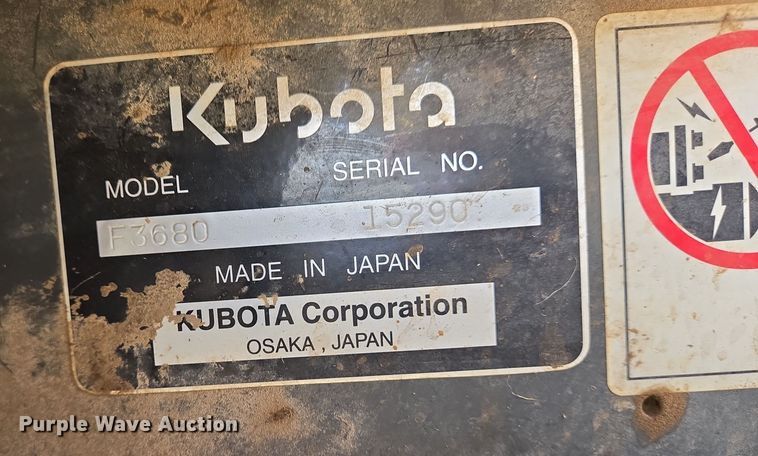 Kubota
MODEL SERIAL NO.
F3680 15290
MADE IN JAPAN
KUBOTA Corporation
OSAKA , JAPAN
Purple Wave Auction